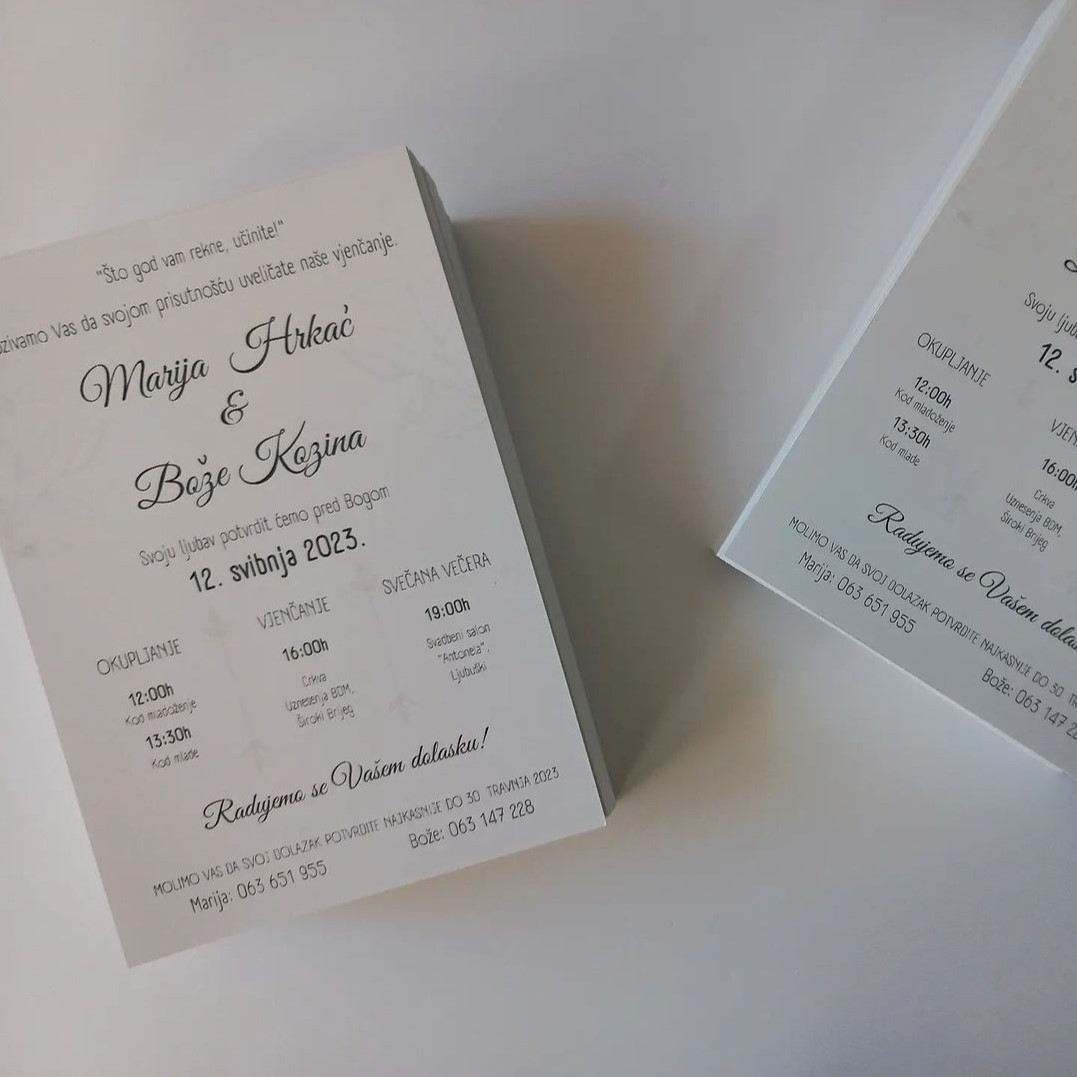 "Što god vam rekne, učinite!"
Vas da svojom prisutnošću uveličate naše vjenčanje.
Marija Hrkać
&
Bože Kozina
Svoju ljubav potvrdit ćemo pred Bogom
12. svibnja 2023.
OKUPLJANJE
12:00h
Kod mladoženje
13:30h
Kod mlade
VJENČANJE
16:00h
Crkva
Uznesenja BDM,
Široki Brijeg
SVEČANA VEČERA
19:00h
Svadbeni salon
"Antonela",
Ljubuški
Radujemo se Vašem dolasku!
MOLIMO VAS DA SVOJ DOLAZAK POTVRDITE NAJKASNIJE DO 30 TRAVNJA 2023
Marija: 063 651 955
Bože: 063 147 228
Svoju
12.
OKUPLJANJE
12:00h
Kod mladoženje
13:30h
Kod mlade
16:00h
Crkva
Uznesenja BDM,
Široki Brijeg
Radujemo se Vašem
MOLIMO VAS DA SVOJ DOLAZAK POTVRDITE NAJKASNIJE DO 30
Marija: 063 651 955
Bože: 063 147